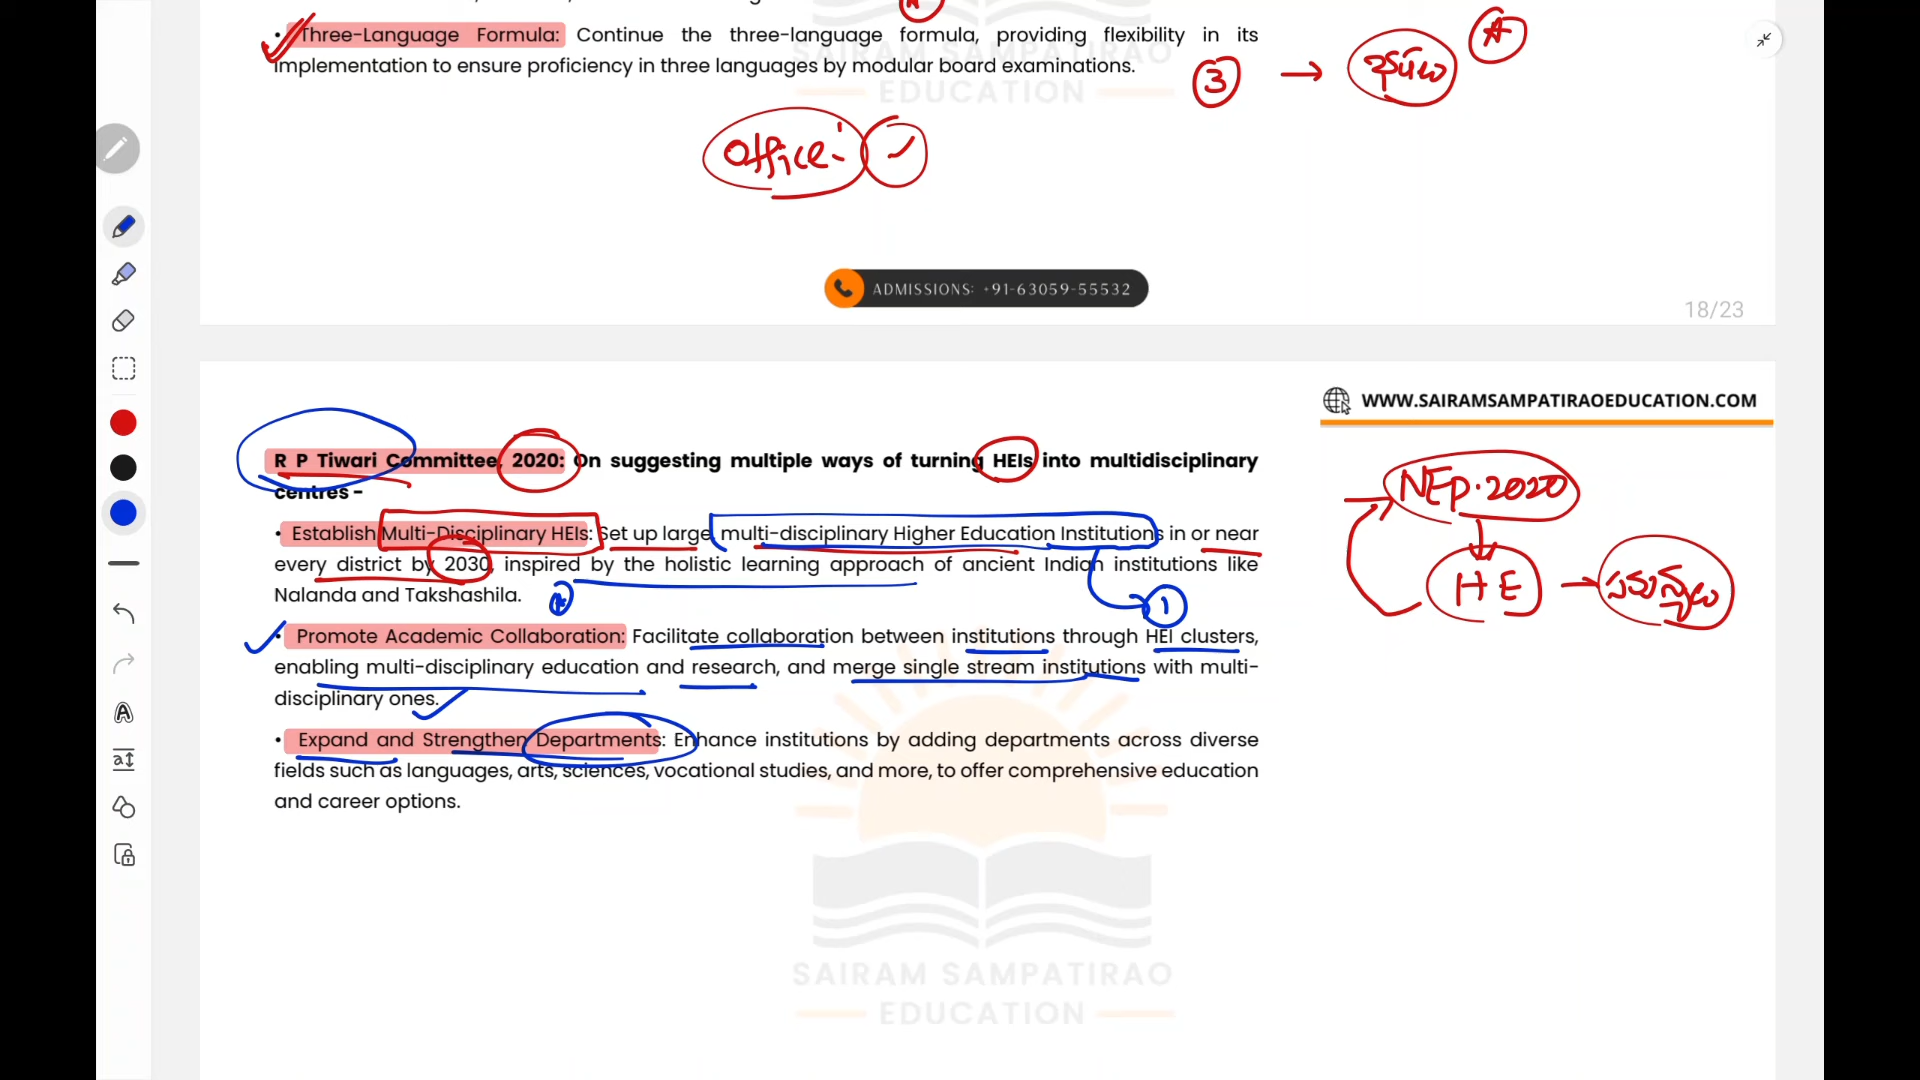 • Three-Language Formula: Continue the three-language formula, providing flexibility in its
implementation to ensure proficiency in three languages by modular board examinations.
3 →
Office:
SAIRAM SAMPATIRAO
EDUCATION
ADMISSIONS: +91-63059-55532
18/23
WWW.SAIRAMSAMPATIRAOEDUCATION.COM
R P Tiwari Committee, 2020: On suggesting multiple ways of turning HEIs into multidisciplinary
centres -
• Establish Multi-Disciplinary HEIs: Set up large, multi-disciplinary Higher Education Institutions in or near
every district by 2030, inspired by the holistic learning approach of ancient Indian institutions like
Nalanda and Takshashila.
1
• Promote Academic Collaboration: Facilitate collaboration between institutions through HEI clusters,
enabling multi-disciplinary education and research, and merge single stream institutions with multi-
disciplinary ones.
• Expand and Strengthen Departments: Enhance institutions by adding departments across diverse
fields such as languages, arts, sciences, vocational studies, and more, to offer comprehensive education
and career options.
NEP.2020
HE →
SAIRAM SAMPATIRAO
EDUCATION